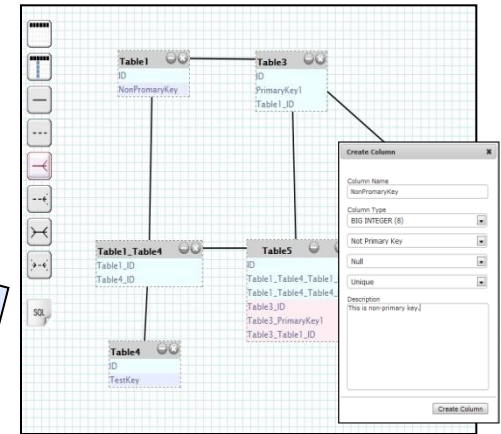 Table1
ID
NonPromaryKey
Table3
ID
PrimaryKey1
Table1_ID
Table1_Table4
Table1_ID
Table4_ID
Table5
ID
Table1_Table4_Table1_
Table1_Table4_Table4_
Table3_ID
Table3_PrimaryKey1
Table3_Table1_ID
Table4
ID
TestKey
SQL
Create Column
Column Name
NonPromaryKey
Column Type
BIG INTEGER (8)
Not Primary Key
Null
Unique
Description
This is non-primary key.
Create Column